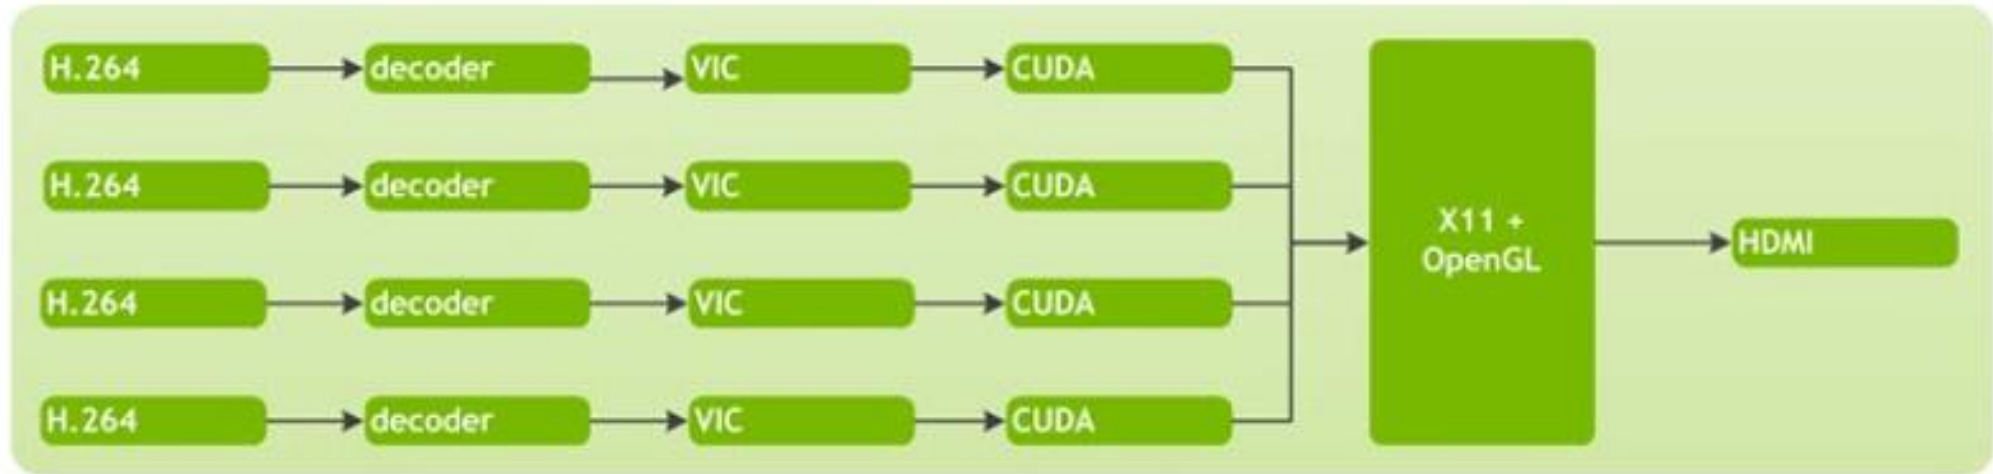 H.264
decoder
VIC
CUDA
H.264
decoder
VIC
CUDA
H.264
decoder
VIC
CUDA
H.264
decoder
VIC
CUDA
X11 +
OpenGL
HDMI